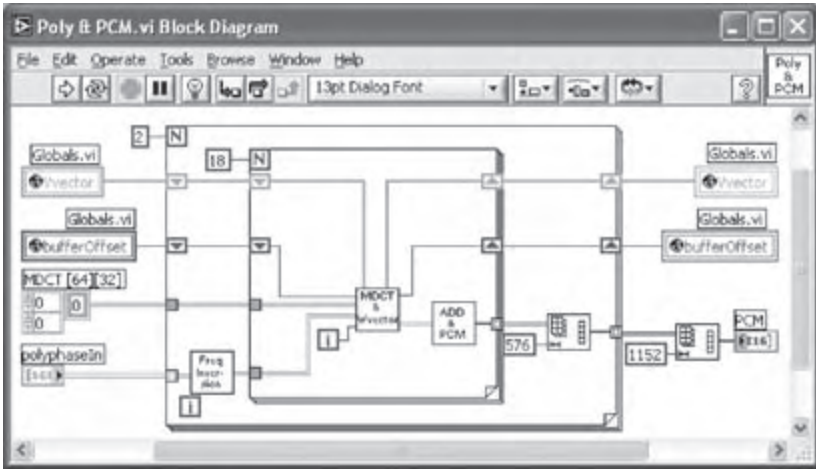 Poly & PCM.vi Block Diagram
File Edit Operate Tools Browse Window Help
13pt Dialog Font
Poly
&
PCM
2
N
18
N
Globals.vi
Vvector
Globals.vi
bufferOffset
MDCT [64][32]
0
0
0
polyphaseIn
Freq
Inver-
sion
i
MDCT
&
Vvector
i
ADD
&
PCM
576
1152
Globals.vi
Vvector
Globals.vi
bufferOffset
PCM
[I16]